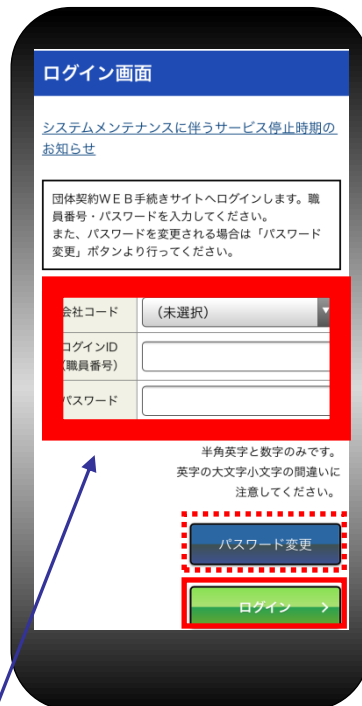 ログイン画面
システムメンテナンスに伴うサービス停止時期の
お知らせ
団体契約WEB手続きサイトへログインします。職
員番号・パスワードを入力してください。
また、パスワードを変更される場合は「パスワード
変更」ボタンより行ってください。
会社コード
(未選択)
ログインID
(職員番号)
パスワード
半角英字と数字のみです。
英字の大文字小文字の間違いに
注意してください。
パスワード変更
ログイン